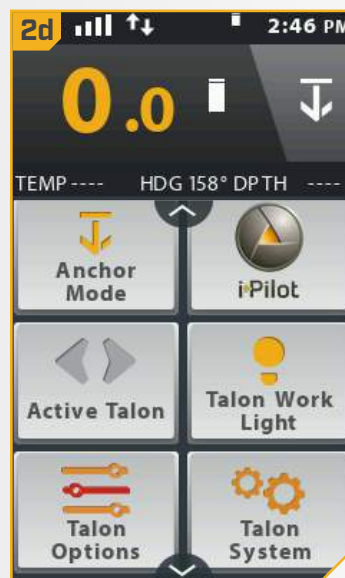 2d
2:46 PM
0.0
TEMP ---- HDG 158° DPTH ----
Anchor
Mode
i-Pilot
Active Talon
Talon Work
Light
Talon
Options
Talon
System